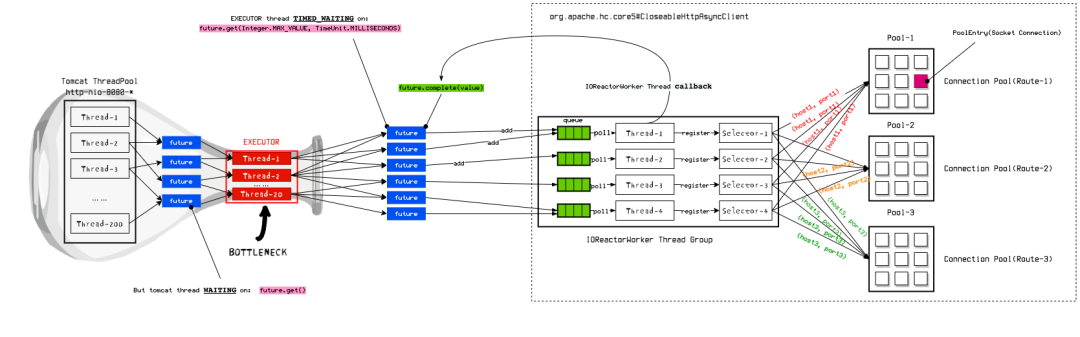 EXECUTOR thread TIMED_WAITING on:
future.get(Integer.MAX_VALUE, TimeUnit.MILLISECONDS)
org.apache.hc.core5#CloseableHttpAsyncClient
Pool-1
PoolEntry(Socket Connection)
Tomcat ThreadPool
http-nio-8080-*
future.complete(value)
IOReactorWorker Thread callback
Connection Pool(Route-1)
Thread-1
Thread-2
Thread-3
... ...
Thread-200
future
future
future
future
EXECUTOR
Thread-1
Thread-2
... ...
Thread-20
BOTTLENECK
future
future
future
future
future
future
add
add
add
queue
poll
Thread-1
register
Selector-1
poll
Thread-2
register
Selector-2
poll
Thread-3
register
Selector-3
poll
Thread-4
register
Selector-4
IOReactorWorker Thread Group
(host1, port1)
(host1, port1)
(host1, port1)
(host1, port1)
Pool-2
(host2, port2)
(host2, port2)
Connection Pool(Route-2)
Pool-3
(host3, port3)
(host3, port3)
(host3, port3)
(host3, port3)
Connection Pool(Route-3)
But tomcat thread WAITING on: future.get()